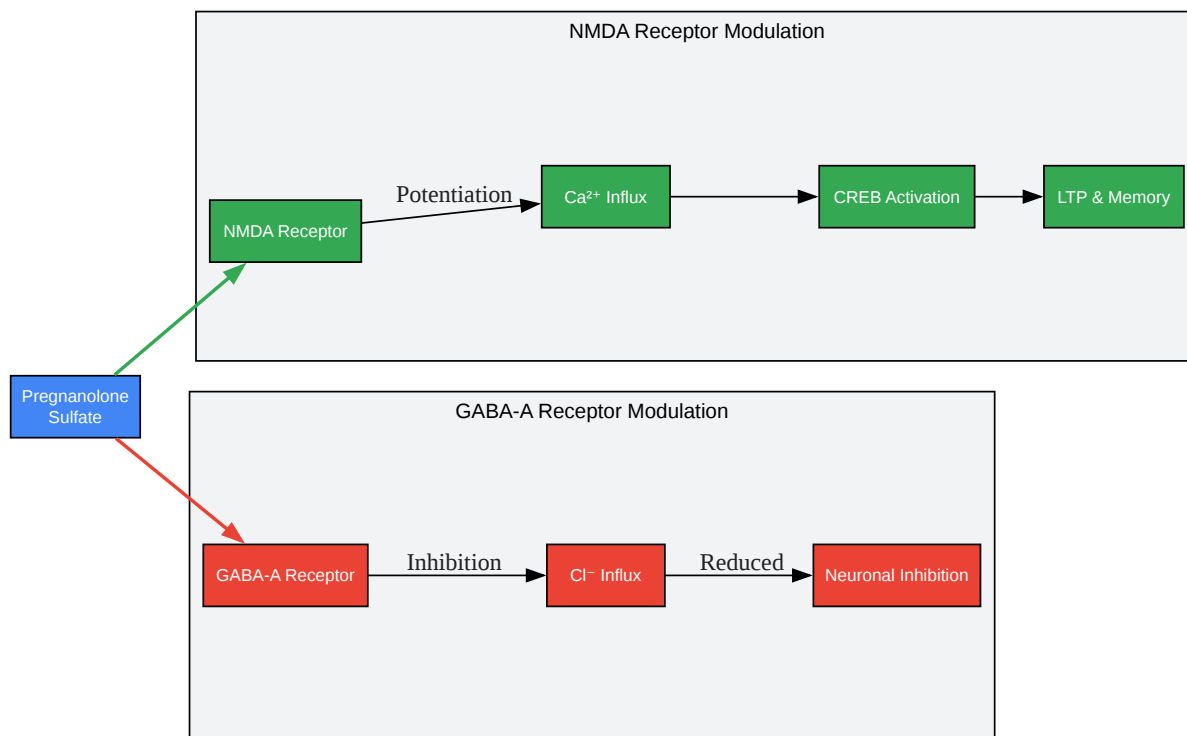 NMDA Receptor Modulation
Potentiation
Ca²⁺ Influx
CREB Activation
LTP & Memory
NMDA Receptor
Pregnanolone
Sulfate
GABA-A Receptor Modulation
GABA-A Receptor
Inhibition
Cl⁻ Influx
Reduced
Neuronal Inhibition